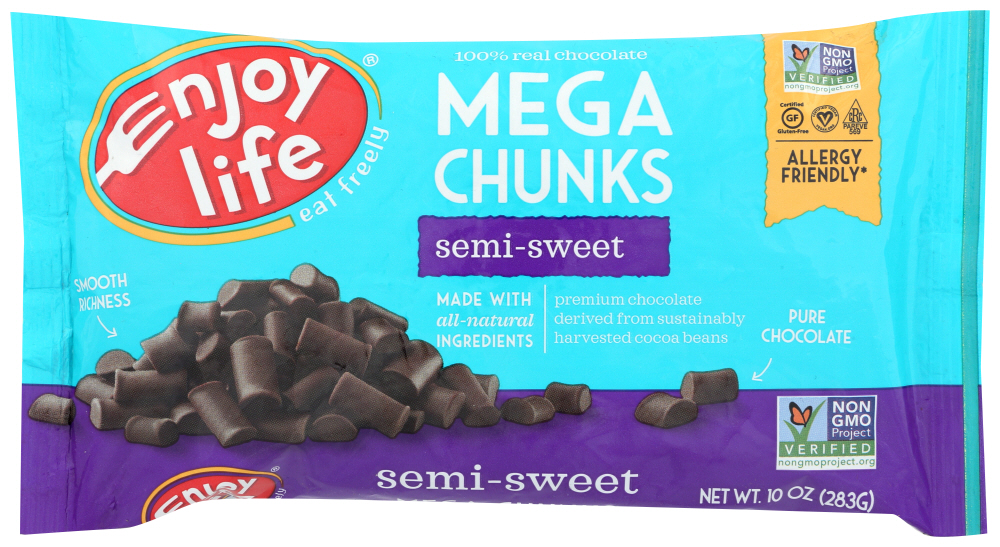 Enjoy
life
®
eat freely
100% real chocolate
MEGA
CHUNKS
semi-sweet
NON
GMO
Project
VERIFIED
nongmoproject.org
Certified
GF
Gluten-Free
PAREVE
569
ALLERGY
FRIENDLY*
SMOOTH
RICHNESS
MADE WITH
all-natural
INGREDIENTS
premium chocolate
derived from sustainably
harvested cocoa beans
PURE
CHOCOLATE
NON
GMO
Project
VERIFIED
nongmoproject.org
Enjoy
®
semi-sweet
NET WT. 10 OZ (283G)